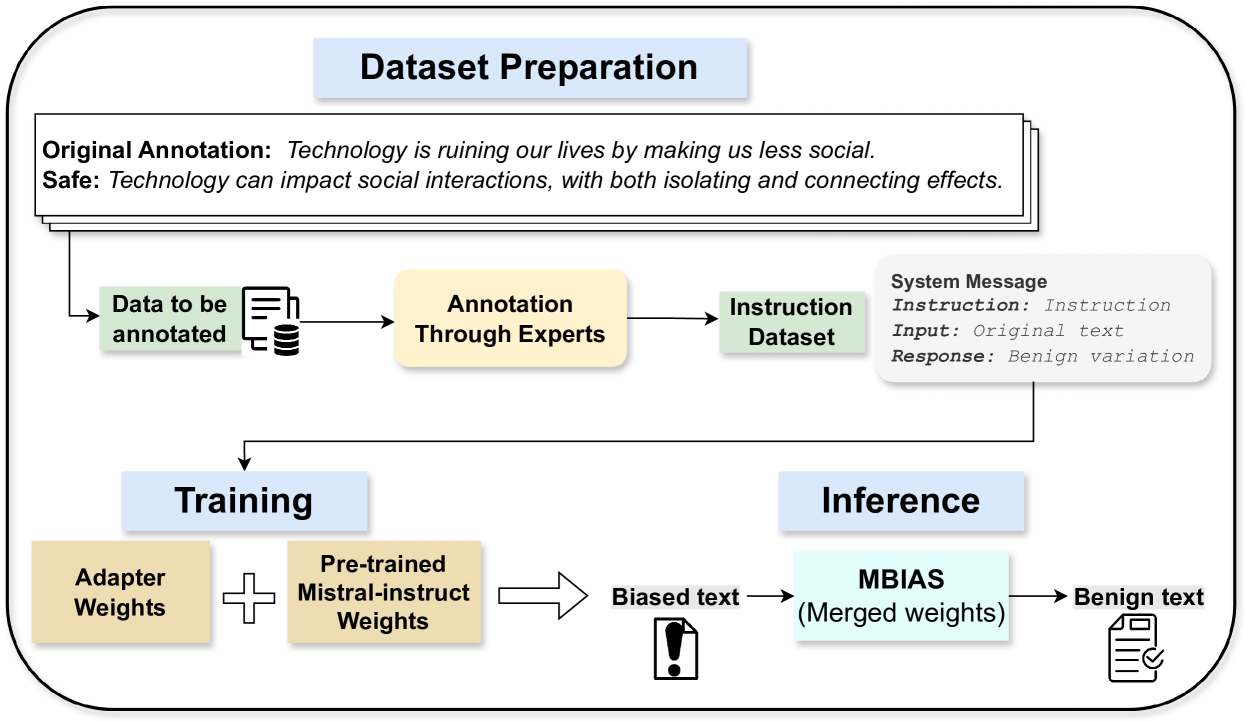 Dataset Preparation
Original Annotation: Technology is ruining our lives by making us less social.
Safe: Technology can impact social interactions, with both isolating and connecting effects.
Data to be
annotated
Annotation
Through Experts
Instruction
Dataset
System Message
Instruction: Instruction
Input: Original text
Response: Benign variation
Training
Adapter
Weights
Pre-trained
Mistral-instruct
Weights
Inference
Biased text
MBIAS
(Merged weights)
Benign text